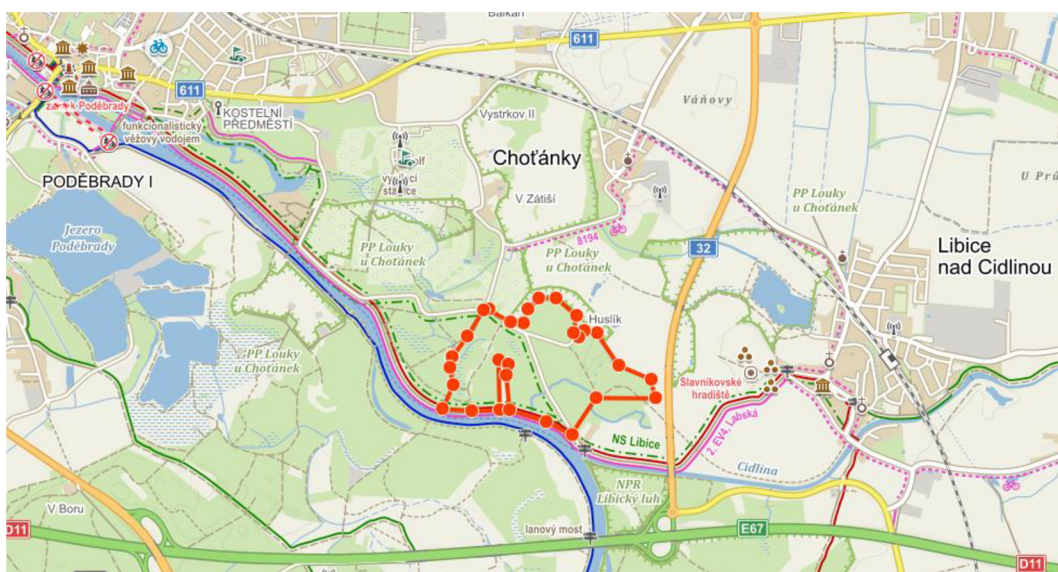 Balkán
611
Vystrkov II
Váňovy
611
zámek Poděbrady
KOSTELNÍ
PŘEDMĚSTÍ
funkcionalistický
věžový vodojem
Choťánky
PODĚBRADY I
V Zátiší
PP Louky
u Choťánek
Jezero
Poděbrady
PP Louky
u Choťánek
8194
PP Louky
u Choťánek
32
Libice
nad Cidlinou
Huslík
PP Louky
u Choťánek
Slavníkovské
hradiště
NS Libice
2, EV4, Labská
Cidlina
NPR
Libický luh
V Boru
lanový most
D11
E67
D11